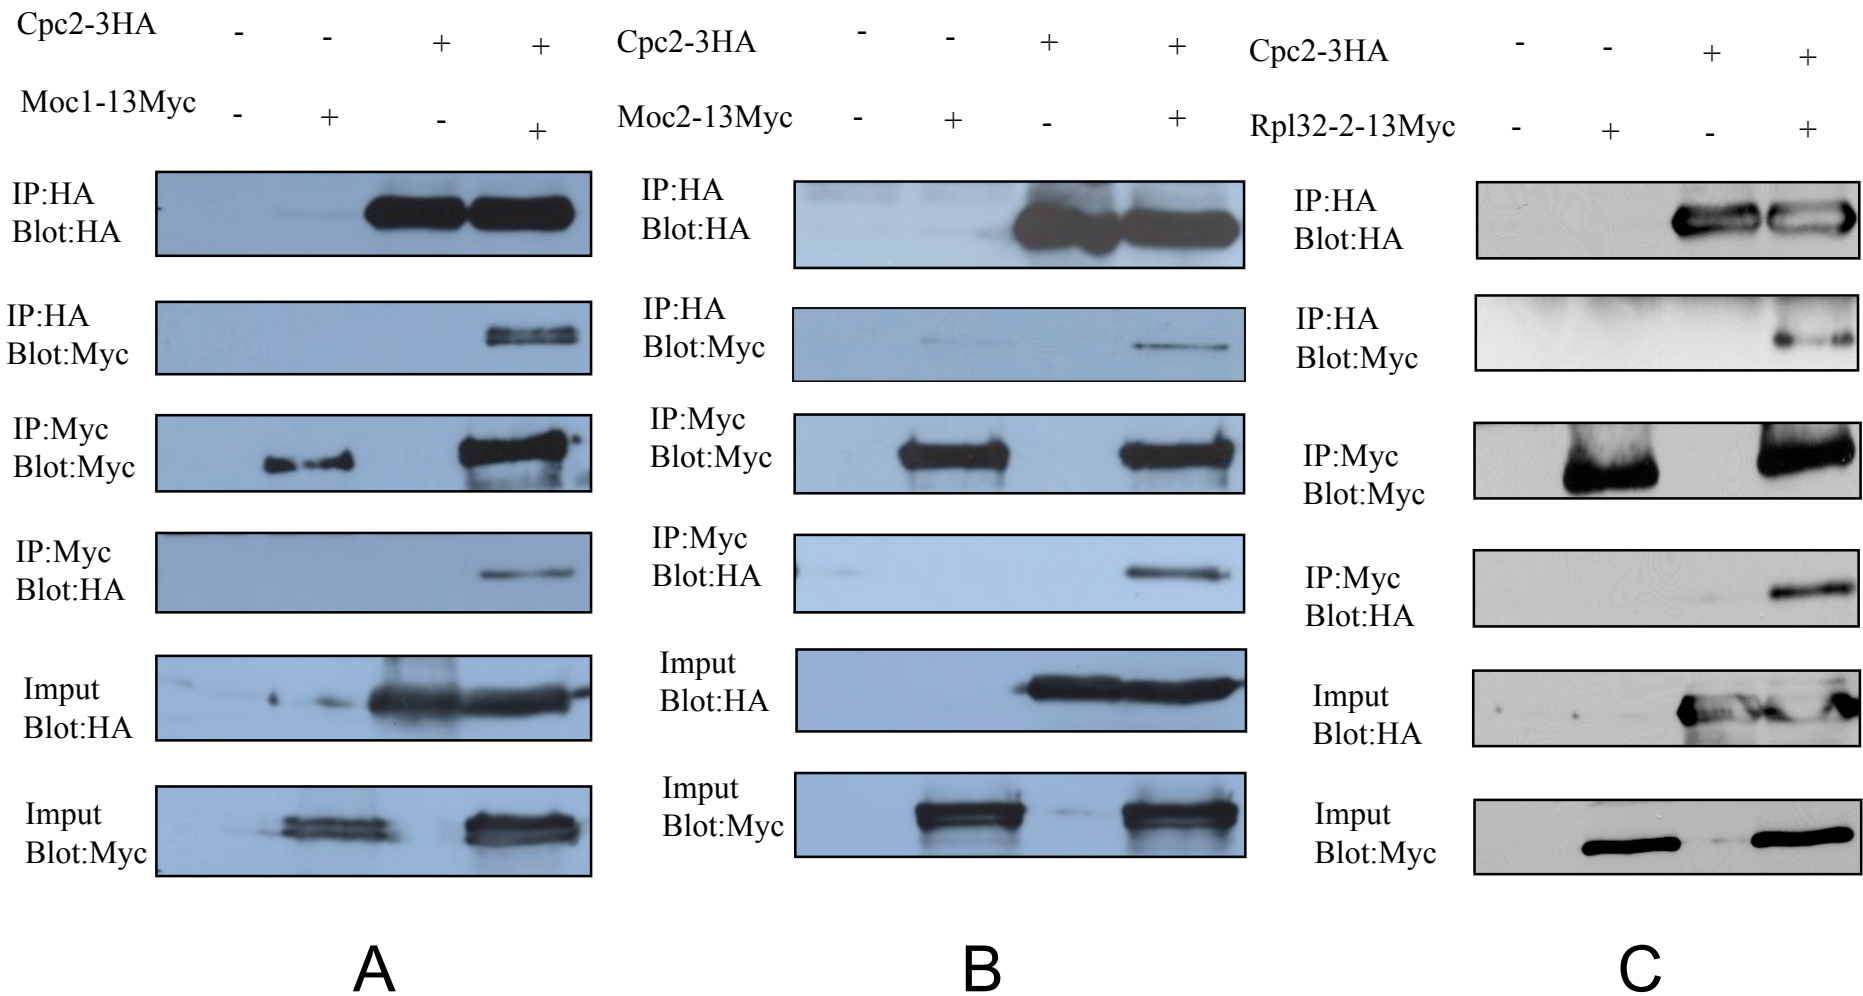 Cpc2-3HA - - + +
Moc1-13Myc - + - +
IP:HA
Blot:HA
IP:HA
Blot:Myc
IP:Myc
Blot:Myc
IP:Myc
Blot:HA
Imput
Blot:HA
Imput
Blot:Myc
A
Cpc2-3HA - - + +
Moc2-13Myc - + - +
IP:HA
Blot:HA
IP:HA
Blot:Myc
IP:Myc
Blot:Myc
IP:Myc
Blot:HA
Imput
Blot:HA
Imput
Blot:Myc
B
Cpc2-3HA - - + +
Rpl32-2-13Myc - + - +
IP:HA
Blot:HA
IP:HA
Blot:Myc
IP:Myc
Blot:Myc
IP:Myc
Blot:HA
Imput
Blot:HA
Imput
Blot:Myc
C